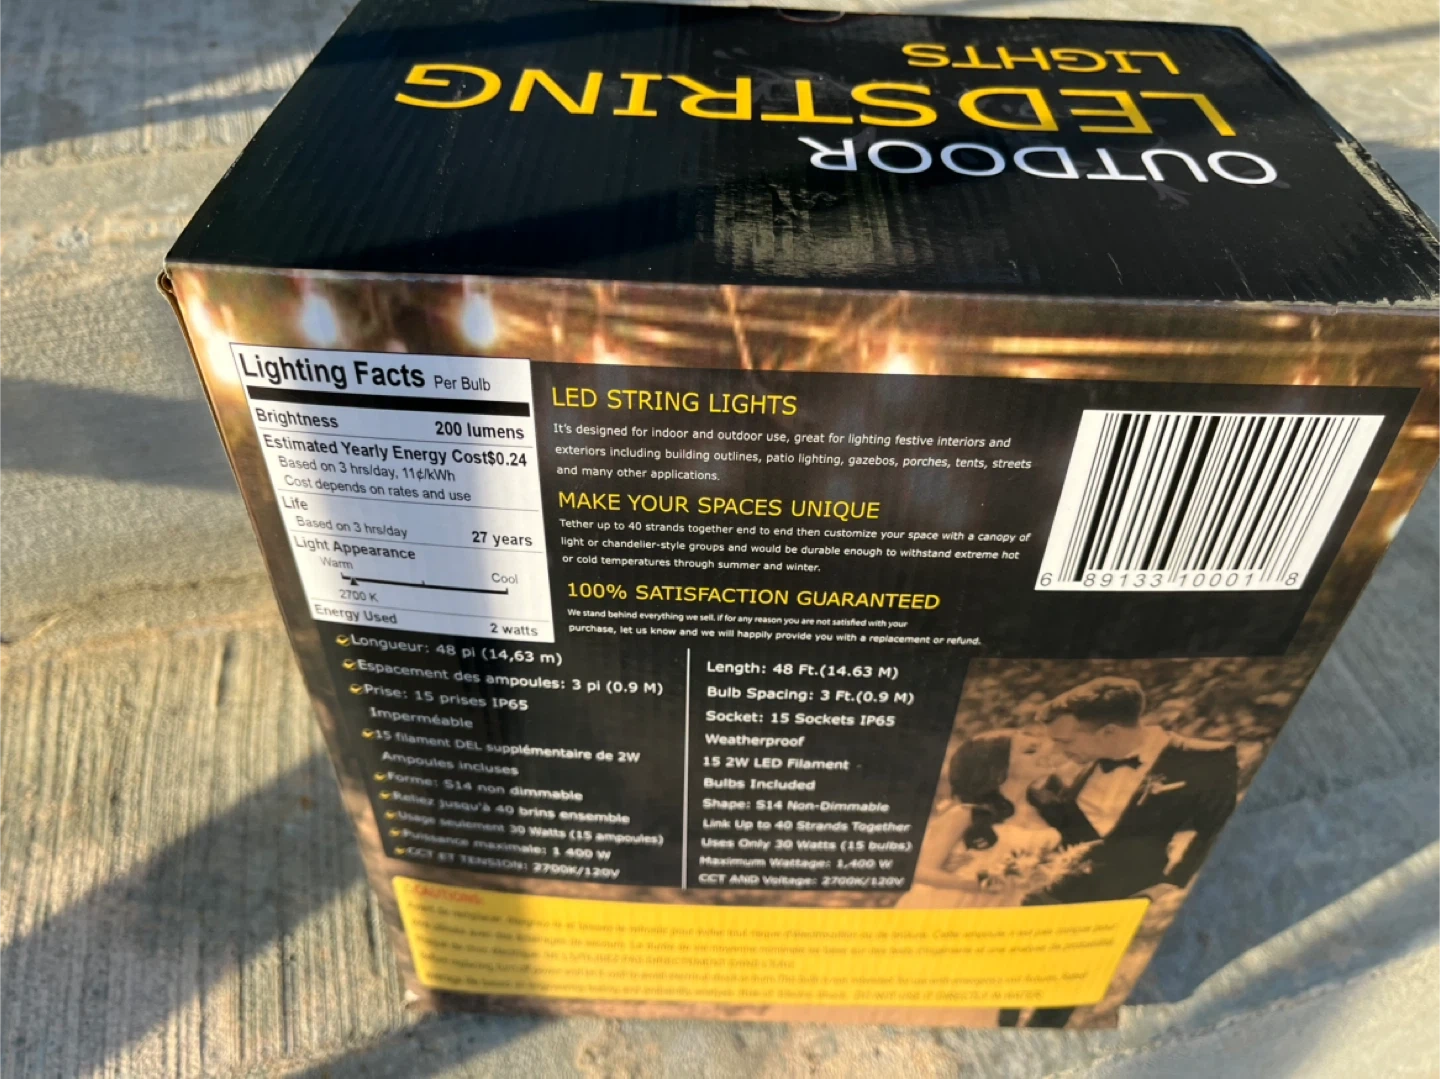 OUTDOOR
LED STRING
LIGHTS
Lighting Facts Per Bulb
Brightness 200 lumens
Estimated Yearly Energy Cost $0.24
Based on 3 hrs/day, 11¢/kWh
Cost depends on rates and use
Life
Based on 3 hrs/day 27 years
Light Appearance
Warm Cool
2700 K
Energy Used 2 watts
LED STRING LIGHTS
It's designed for indoor and outdoor use, great for lighting festive interiors and
exteriors including building outlines, patio lighting, gazebos, porches, tents, streets
and many other applications.
MAKE YOUR SPACES UNIQUE
Tether up to 40 strands together end to end then customize your space with a canopy of
light or chandelier-style groups and would be durable enough to withstand extreme hot
or cold temperatures through summer and winter.
100% SATISFACTION GUARANTEED
We stand behind everything we sell. if for any reason you are not satisfied with your
purchase, let us know and we will happily provide you with a replacement or refund.
6 89133 10001 8
Longueur: 48 pi (14,63 m)
Espacement des ampoules: 3 pi (0.9 M)
Prise: 15 prises IP65
Imperméable
15 filament DEL supplémentaire de 2W
Ampoules incluses
Forme: S14 non dimmable
Reliez jusqu'à 40 brins ensemble
Usage seulement 30 Watts (15 ampoules)
Puissance maximale: 1 400 W
CCT ET TENSION: 2700K/120V
Length: 48 Ft.(14.63 M)
Bulb Spacing: 3 Ft.(0.9 M)
Socket: 15 Sockets IP65
Weatherproof
15 2W LED Filament
Bulbs Included
Shape: S14 Non-Dimmable
Link Up to 40 Strands Together
Uses Only 30 Watts (15 bulbs)
Maximum Wattage: 1,400 W
CCT AND Voltage: 2700K/120V
CAUTIONS: